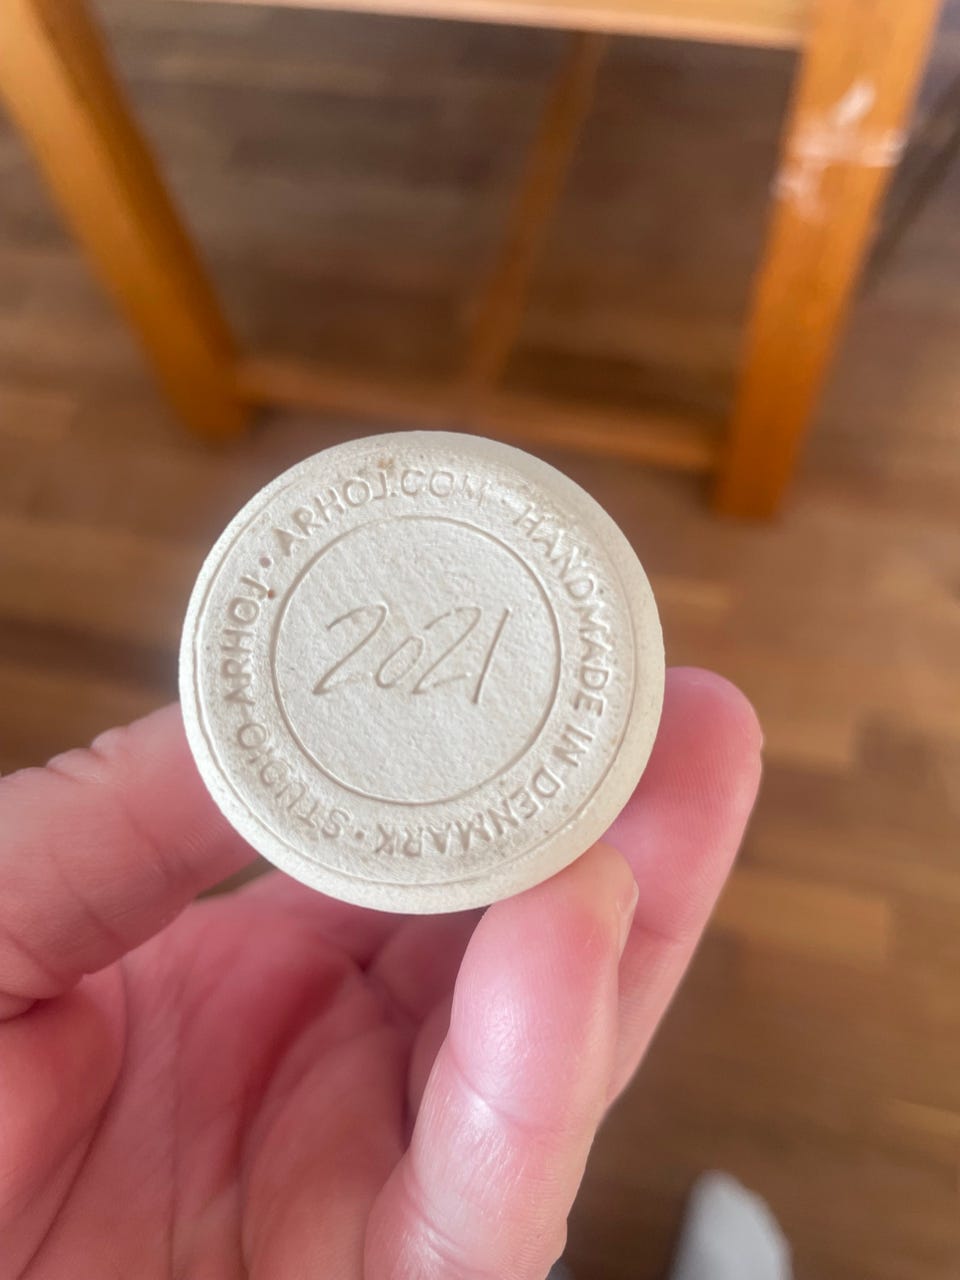 STUDIO ARHOJ • ARHOJ.COM • HANDMADE IN DENMARK •
2021